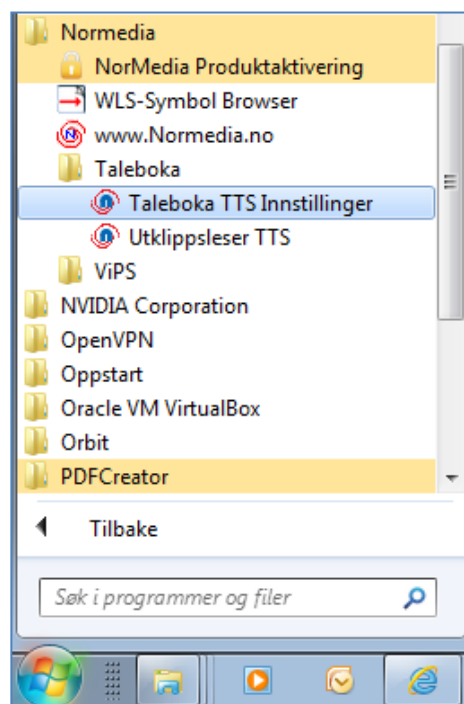 Normedia
NorMedia Produktaktivering
WLS-Symbol Browser
www.Normedia.no
Taleboka
Taleboka TTS Innstillinger
Utklippsleser TTS
ViPS
NVIDIA Corporation
OpenVPN
Oppstart
Oracle VM VirtualBox
Orbit
PDFCreator
Tilbake
Søk i programmer og filer